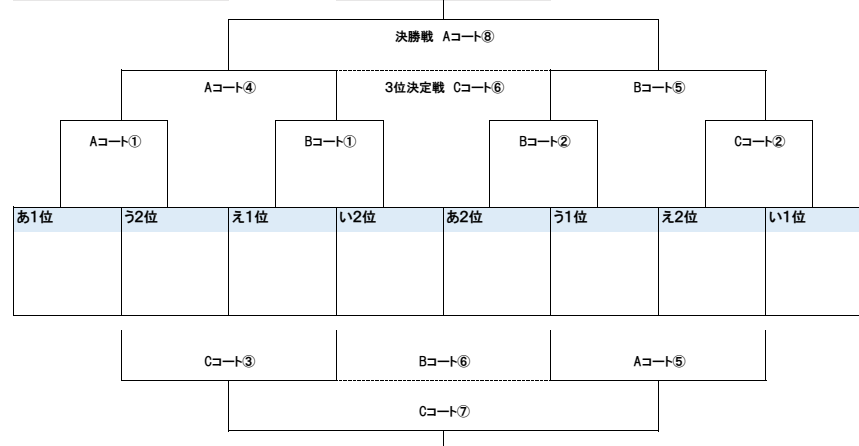 決勝戦 Aコート⑧
Aコート④ 3位決定戦 Cコート⑥ Bコート⑤
Aコート① Bコート① Bコート② Cコート②
あ1位 う2位 え1位 い2位 あ2位 う1位 え2位 い1位
Cコート③ Bコート⑥ Aコート⑤
Cコート⑦